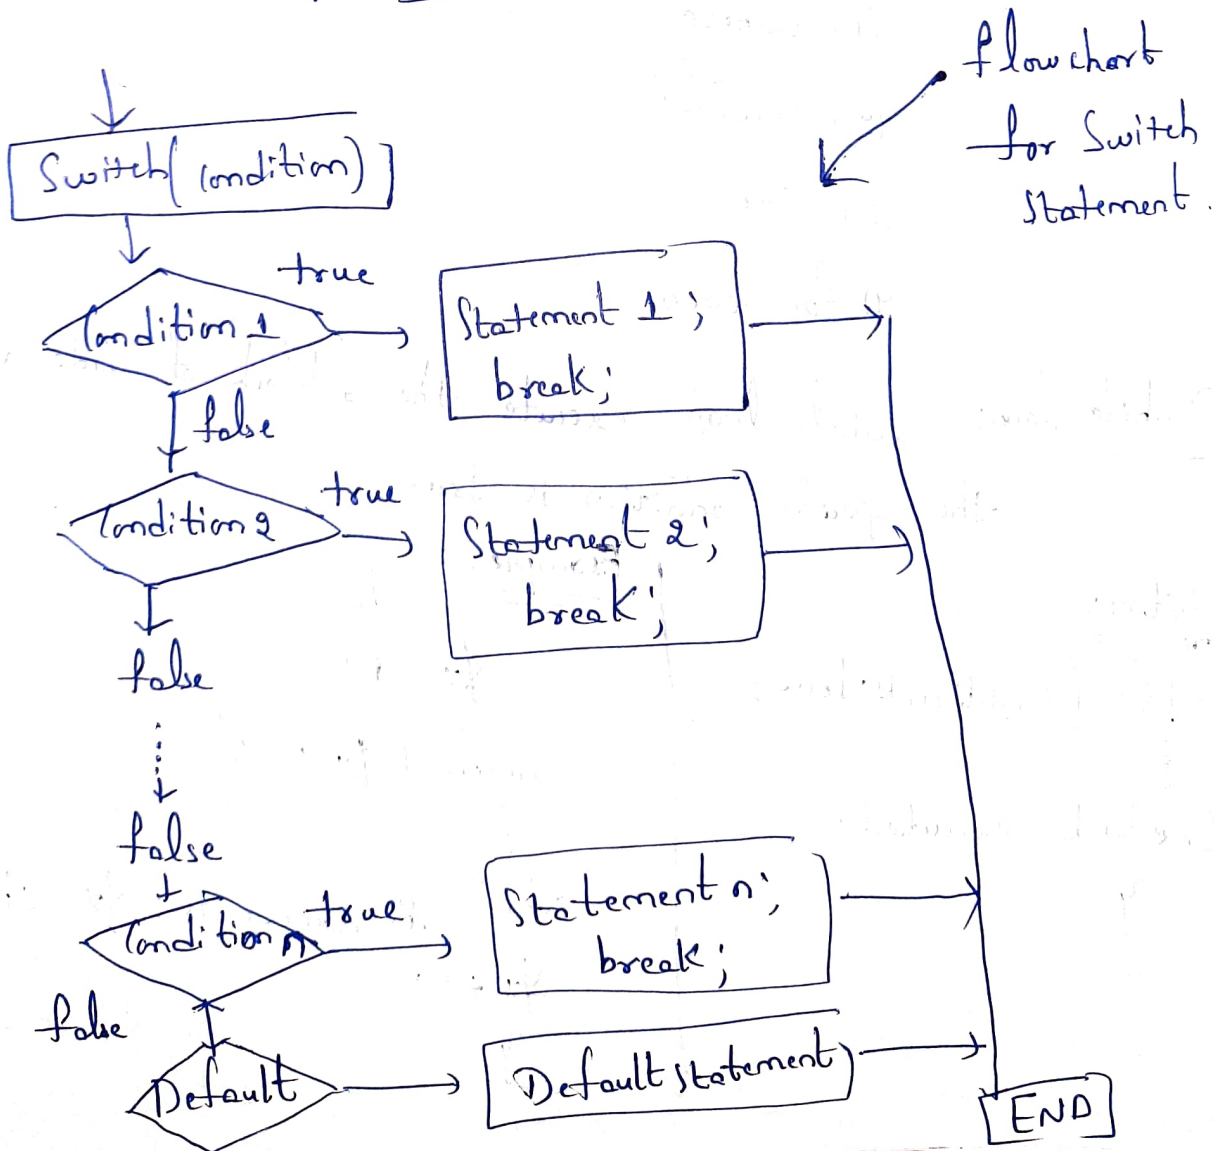 flowchart
for Switch
Statement.
Switch(condition)
true
Condition 1
Statement 1;
break;
false
true
Condition 2
Statement 2;
break;
false
false
true
Condition n
Statement n;
break;
false
Default
Default statement
END